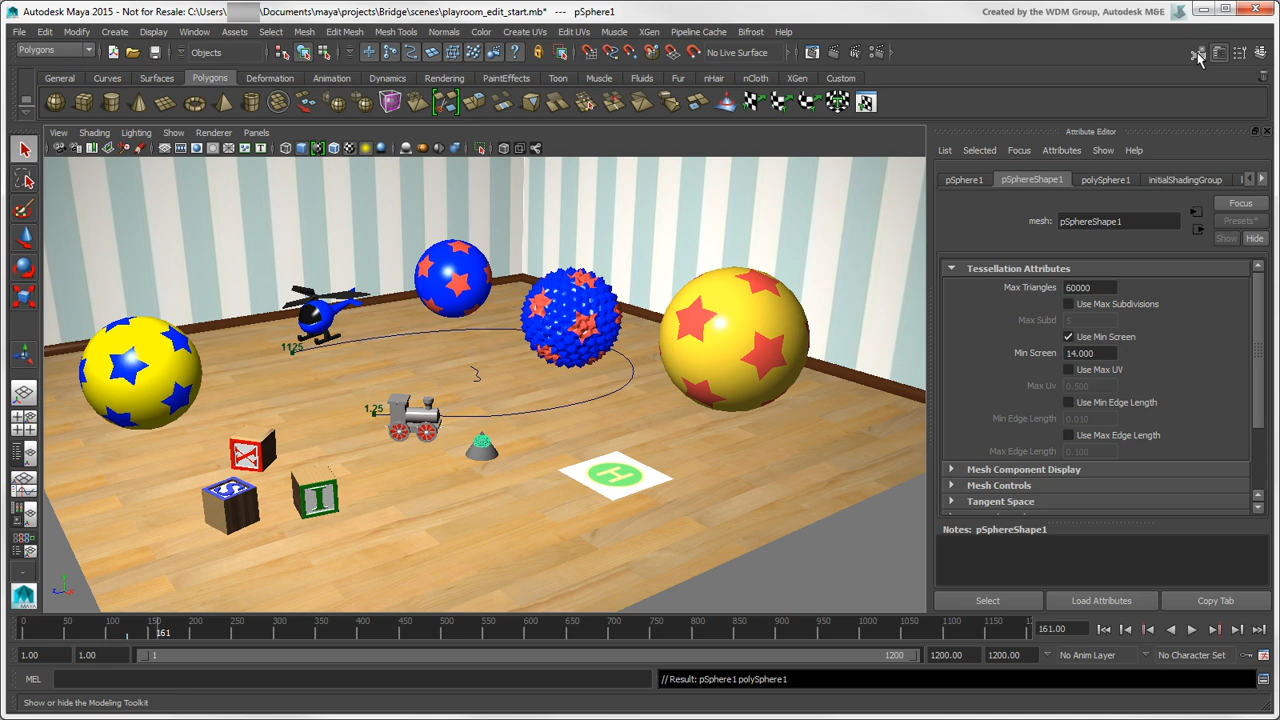 Autodesk Maya 2015 - Not for Resale: C:\Users\ \Documents\maya\projects\Bridge\scenes\playroom_edit_start.mb* --- pSphere1
Created by the WDM Group, Autodesk M&E
File Edit Modify Create Display Window Assets Select Mesh Edit Mesh Mesh Tools Normals Color Create UVs Edit UVs Muscle XGen Pipeline Cache Bifrost Help
Polygons Objects No Live Surface
General Curves Surfaces Polygons Deformation Animation Dynamics Rendering PaintEffects Toon Muscle Fluids Fur nHair nCloth XGen Custom
View Shading Lighting Show Renderer Panels
Attribute Editor
List Selected Focus Attributes Show Help
pSphere1 pSphereShape1 polySphere1 initialShadingGroup
Focus
mesh: pSphereShape1
Presets*
Show Hide
Tessellation Attributes
Max Triangles 60000
Use Max Subdivisions
Max Subd 5
Use Min Screen
Min Screen 14.000
Use Max UV
Max Uv 0.500
Use Min Edge Length
Min Edge Length 0.010
Use Max Edge Length
Max Edge Length 0.100
Mesh Component Display
Mesh Controls
Tangent Space
Notes: pSphereShape1
Select Load Attributes Copy Tab
1125
1.25
H
S
I
MAYA
0 50 100 150 161 200 250 300 350 400 450 500 550 600 650 700 750 800 850 900 950 1000 1050 1100 1150 12
161.00
1.00 1.00 1 1200 1200.00 1200.00 No Anim Layer No Character Set
MEL // Result: pSphere1 polySphere1
Show or hide the Modeling Toolkit